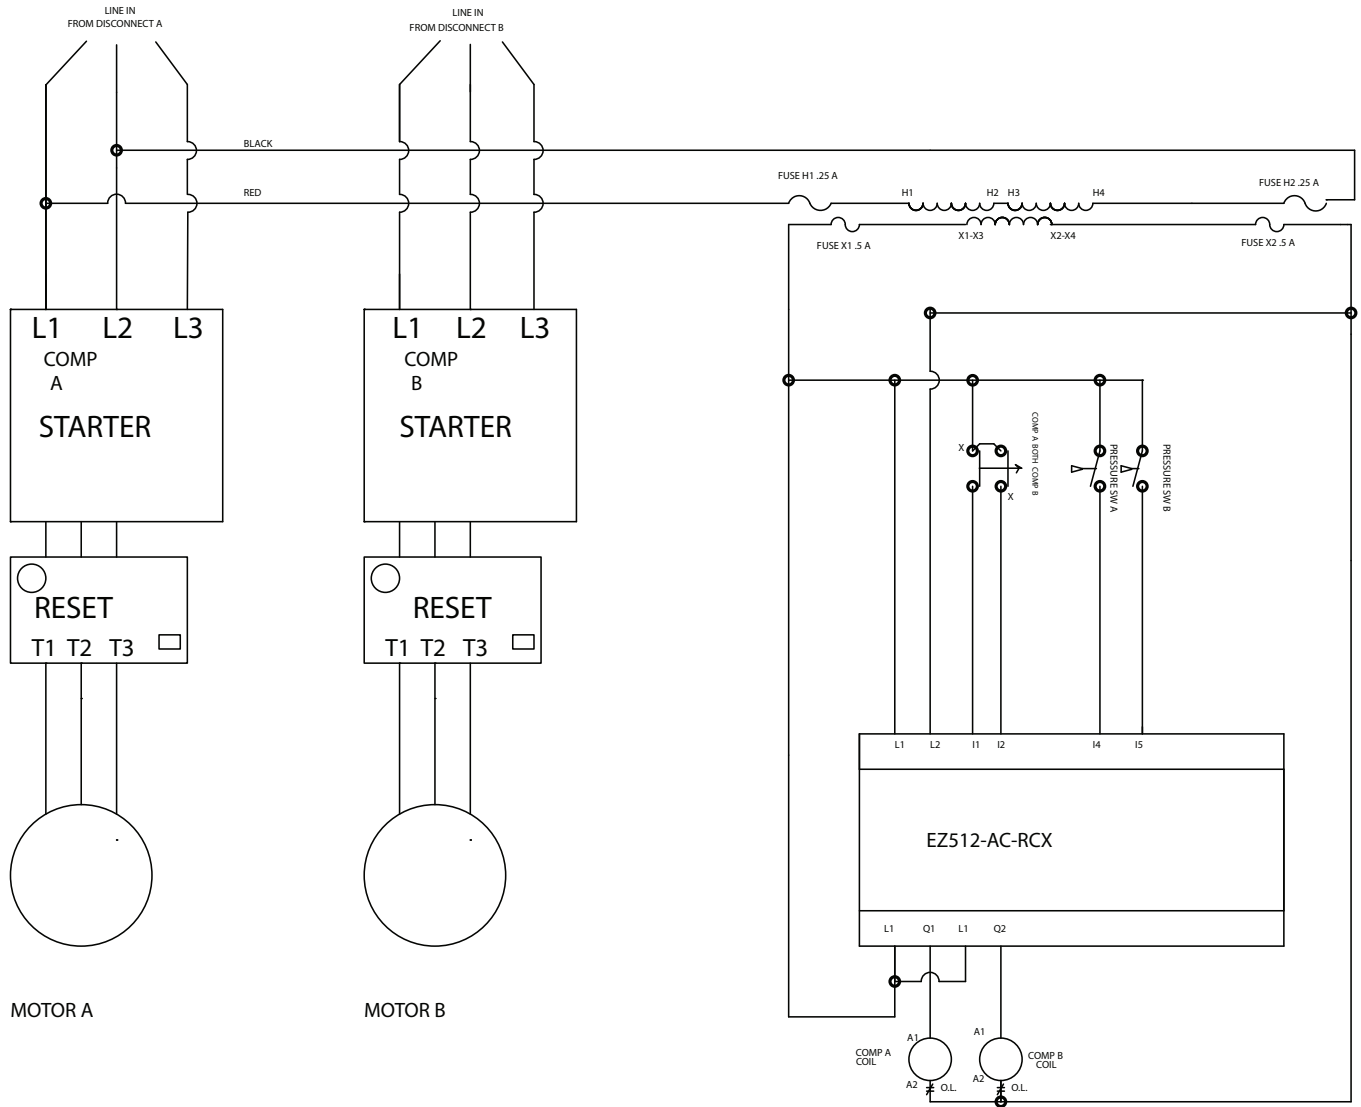 LINE IN
FROM DISCONNECT A
LINE IN
FROM DISCONNECT B
BLACK
RED
FUSE H1 .25 A
H1
H2
H3
H4
FUSE H2 .25 A
FUSE X1 .5 A
X1-X3
X2-X4
FUSE X2 .5 A
L1
L2
L3
COMP
A
STARTER
L1
L2
L3
COMP
B
STARTER
X
X
COMP A BOTH COMP B
PRESSURE SW A
PRESSURE SW B
RESET
T1
T2
T3
RESET
T1
T2
T3
L1
L2
I1
I2
I4
I5
EZ512-AC-RCX
L1
Q1
L1
Q2
MOTOR A
MOTOR B
COMP A
COIL
A1
A2
O.L.
A1
A2
O.L.
COMP B
COIL